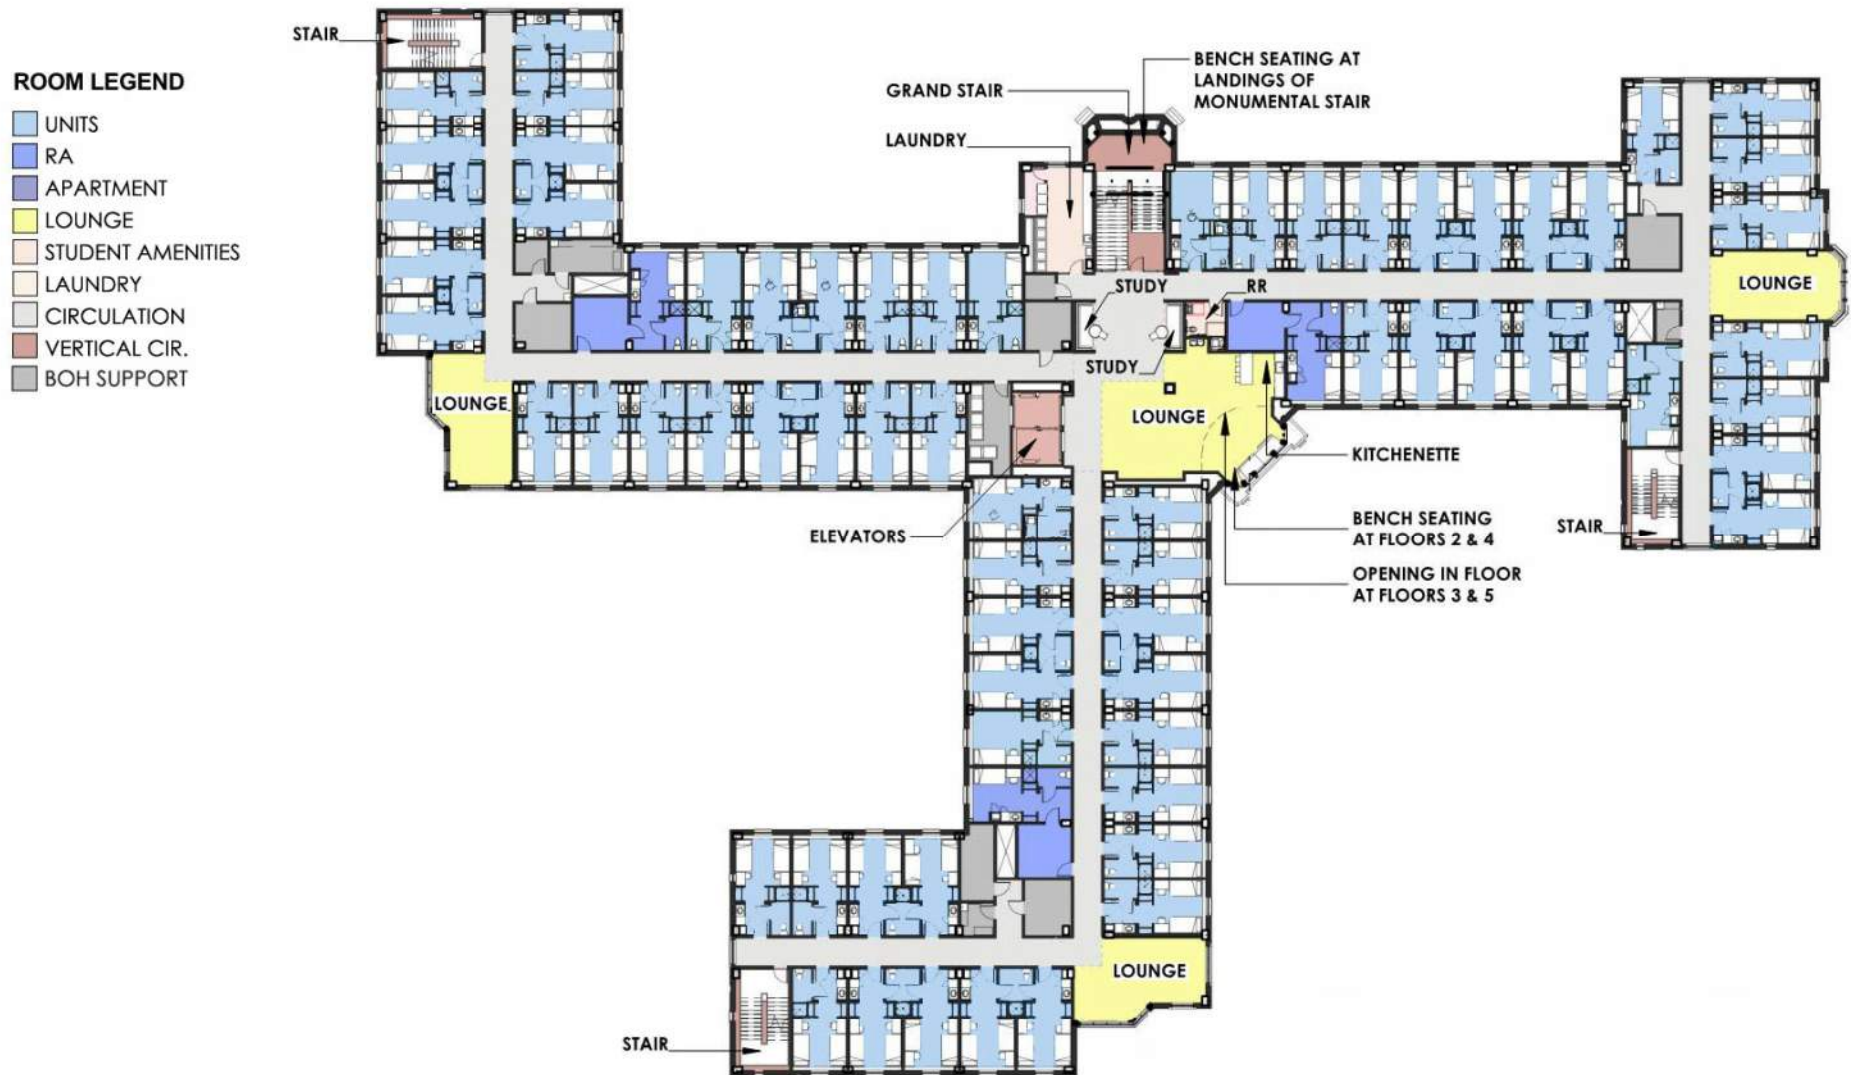 ROOM LEGEND
UNITS
RA
APARTMENT
LOUNGE
STUDENT AMENITIES
LAUNDRY
CIRCULATION
VERTICAL CIR.
BOH SUPPORT
STAIR
GRAND STAIR
BENCH SEATING AT
LANDINGS OF
MONUMENTAL STAIR
LAUNDRY
STUDY
RR
LOUNGE
STUDY
LOUNGE
LOUNGE
KITCHENETTE
ELEVATORS
BENCH SEATING
AT FLOORS 2 & 4
STAIR
OPENING IN FLOOR
AT FLOORS 3 & 5
LOUNGE
STAIR